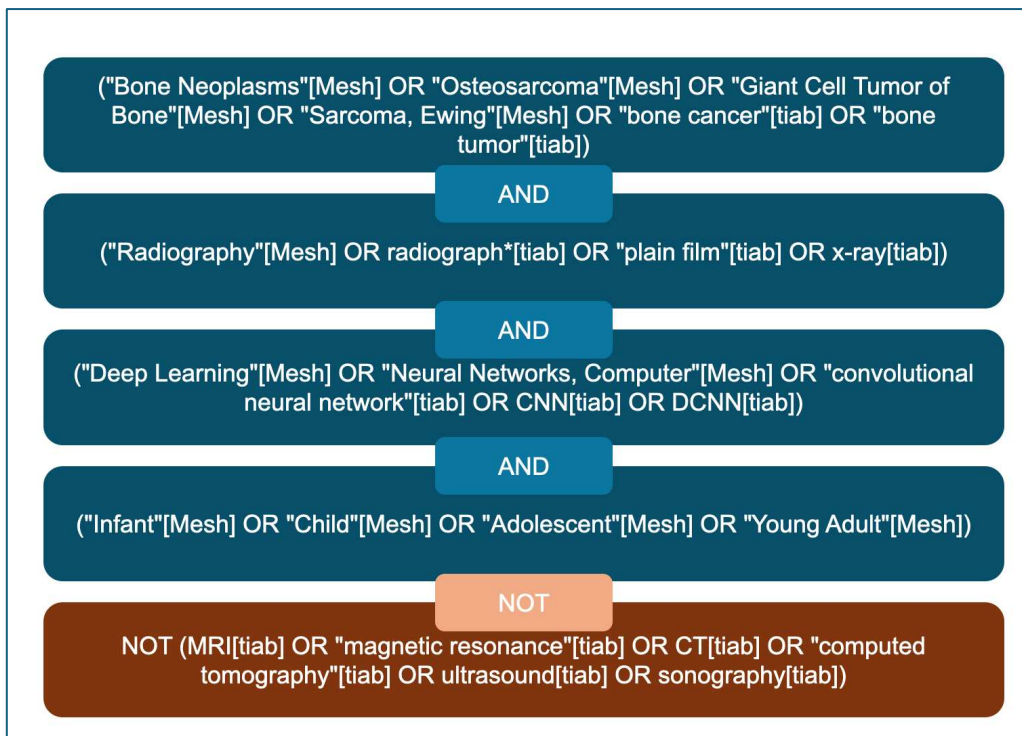 ("Bone Neoplasms"[Mesh] OR "Osteosarcoma"[Mesh] OR "Giant Cell Tumor of
Bone"[Mesh] OR "Sarcoma, Ewing"[Mesh] OR "bone cancer"[tiab] OR "bone
tumor"[tiab])
AND
("Radiography"[Mesh] OR radiograph*[tiab] OR "plain film"[tiab] OR x-ray[tiab])
AND
("Deep Learning"[Mesh] OR "Neural Networks, Computer"[Mesh] OR "convolutional
neural network"[tiab] OR CNN[tiab] OR DCNN[tiab])
AND
("Infant"[Mesh] OR "Child"[Mesh] OR "Adolescent"[Mesh] OR "Young Adult"[Mesh])
NOT
NOT (MRI[tiab] OR "magnetic resonance"[tiab] OR CT[tiab] OR "computed
tomography"[tiab] OR ultrasound[tiab] OR sonography[tiab])